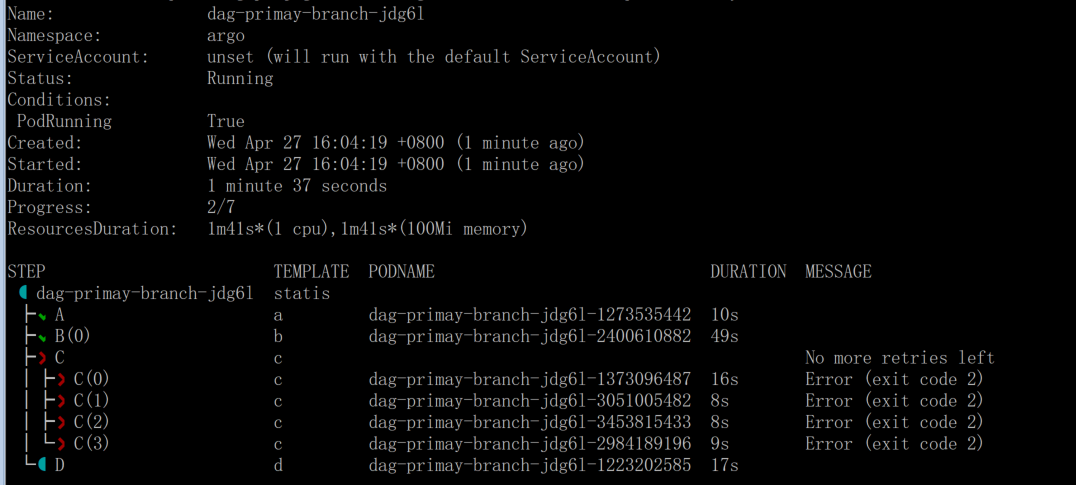 Name: dag-primay-branch-jdg6l
Namespace: argo
ServiceAccount: unset (will run with the default ServiceAccount)
Status: Running
Conditions:
PodRunning True
Created: Wed Apr 27 16:04:19 +0800 (1 minute ago)
Started: Wed Apr 27 16:04:19 +0800 (1 minute ago)
Duration: 1 minute 37 seconds
Progress: 2/7
ResourcesDuration: 1m41s*(1 cpu),1m41s*(100Mi memory)
STEP TEMPLATE PODNAME DURATION MESSAGE
dag-primay-branch-jdg6l statis
A a dag-primay-branch-jdg6l-1273535442 10s
B(0) b dag-primay-branch-jdg6l-2400610882 49s
C c No more retries left
C(0) c dag-primay-branch-jdg6l-1373096487 16s Error (exit code 2)
C(1) c dag-primay-branch-jdg6l-3051005482 8s Error (exit code 2)
C(2) c dag-primay-branch-jdg6l-3453815433 8s Error (exit code 2)
C(3) c dag-primay-branch-jdg6l-2984189196 9s Error (exit code 2)
D d dag-primay-branch-jdg6l-1223202585 17s